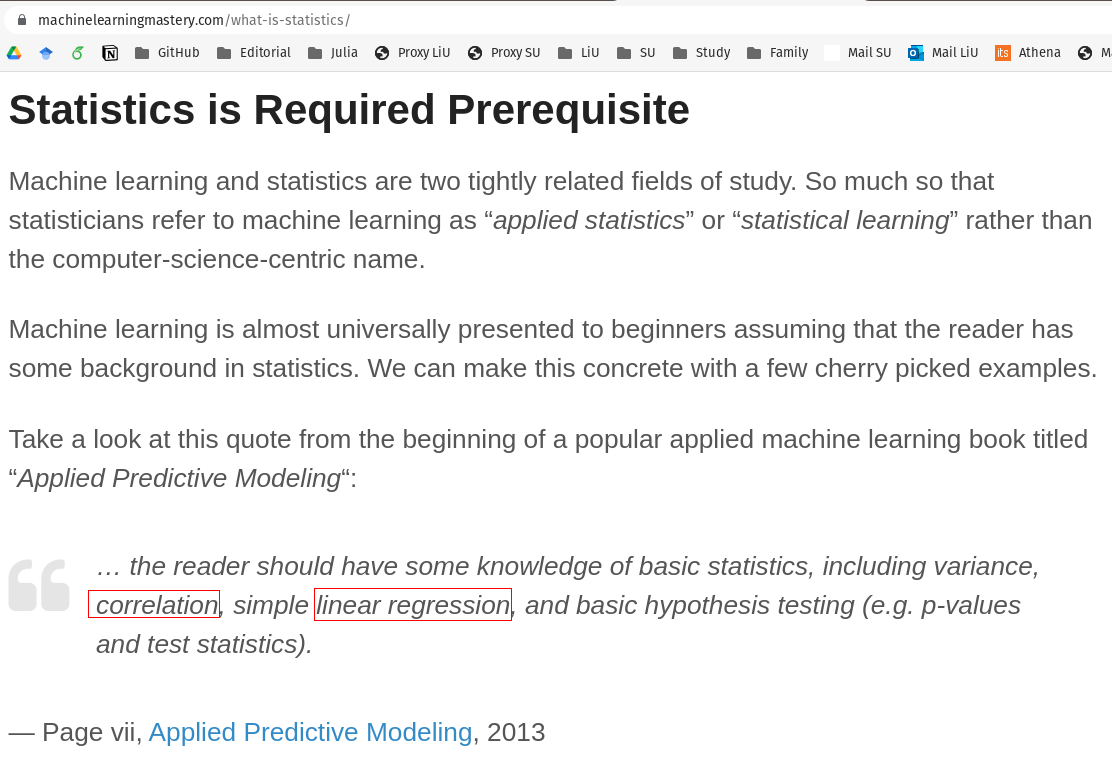 machinelearningmastery.com/what-is-statistics/
GitHub Editorial Julia Proxy LiU Proxy SU LiU SU Study Family Mail SU Mail LiU its Athena
Statistics is Required Prerequisite
Machine learning and statistics are two tightly related fields of study. So much so that
statisticians refer to machine learning as “applied statistics” or “statistical learning” rather than
the computer-science-centric name.
Machine learning is almost universally presented to beginners assuming that the reader has
some background in statistics. We can make this concrete with a few cherry picked examples.
Take a look at this quote from the beginning of a popular applied machine learning book titled
“Applied Predictive Modeling“:
… the reader should have some knowledge of basic statistics, including variance,
correlation, simple linear regression, and basic hypothesis testing (e.g. p-values
and test statistics).
— Page vii, Applied Predictive Modeling, 2013